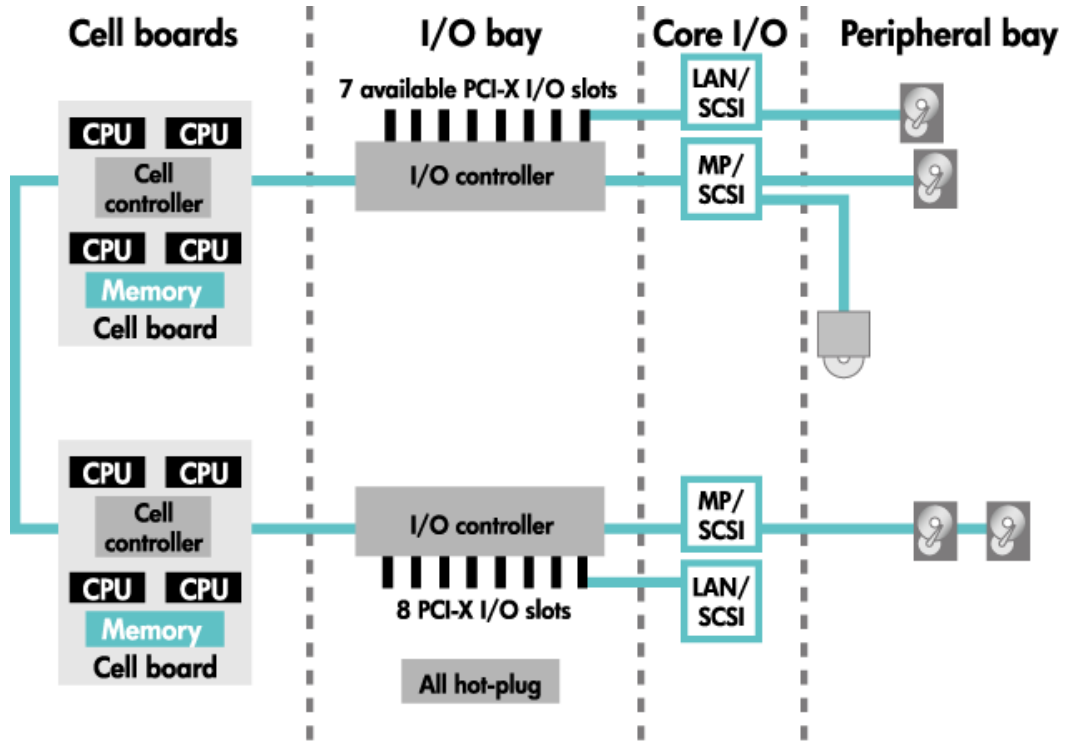 Cell boards
I/O bay
Core I/O
Peripheral bay
7 available PCI-X I/O slots
LAN/
SCSI
CPU CPU
Cell
controller
CPU CPU
Memory
Cell board
I/O controller
MP/
SCSI
CPU CPU
Cell
controller
CPU CPU
Memory
Cell board
I/O controller
8 PCI-X I/O slots
MP/
SCSI
LAN/
SCSI
All hot-plug